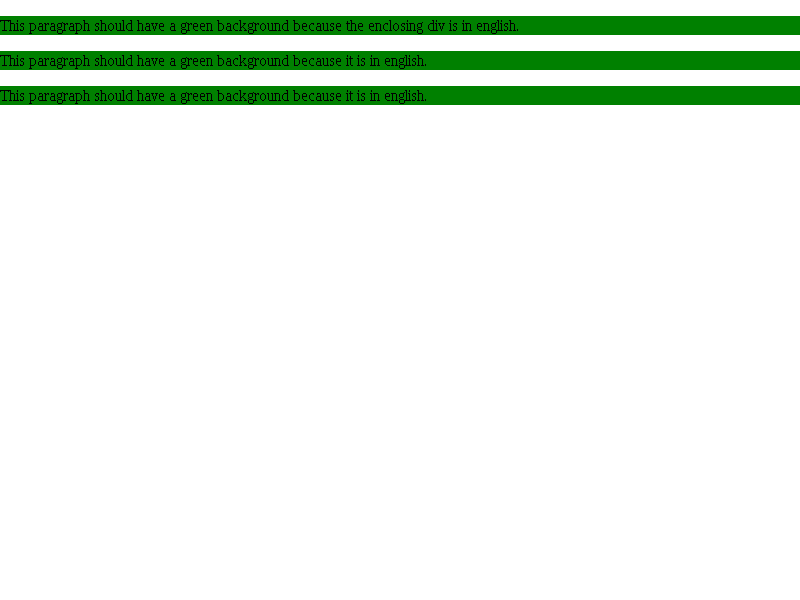 This paragraph should have a green background because the enclosing div is in english.
This paragraph should have a green background because it is in english.
This paragraph should have a green background because it is in english.